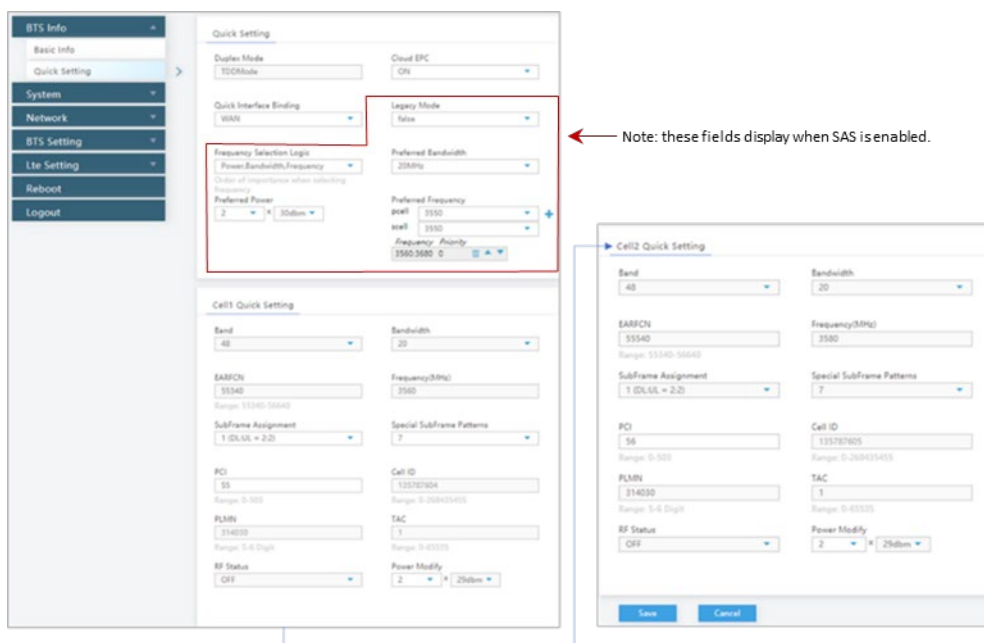 BTS Info
Basic Info
Quick Setting
System
Network
BTS Setting
Lte Setting
Reboot
Logout
Quick Setting
Duplex Mode Cloud EPC
TDDMode ON
Quick Interface Binding Legacy Mode
WAN false
Note: these fields display when SAS is enabled.
Frequency Selection Logic Preferred Bandwidth
Power,Bandwidth,Frequency 20MHz
Order of importance when selecting
frequency
Preferred Power Preferred Frequency
2 * 30dbm pcell 3550
scell 3550
Frequency Priority
3560:3680 0
Cell1 Quick Setting
Band Bandwidth
48 20
EARFCN Frequency(MHz)
55340 3560
Range: 55340-56640
SubFrame Assignment Special SubFrame Patterns
1 (DL:UL = 2:2) 7
PCI Cell ID
55 135787604
Range: 0-503 Range: 0-268435455
PLMN TAC
314030 1
Range: 5-6 Digit Range: 0-65535
RF Status Power Modify
OFF 2 * 29dbm
Cell2 Quick Setting
Band Bandwidth
48 20
EARFCN Frequency(MHz)
55540 3580
Range: 55340-56640
SubFrame Assignment Special SubFrame Patterns
1 (DL:UL = 2:2) 7
PCI Cell ID
56 135787605
Range: 0-503 Range: 0-268435455
PLMN TAC
314030 1
Range: 5-6 Digit Range: 0-65535
RF Status Power Modify
OFF 2 * 29dbm
Save Cancel